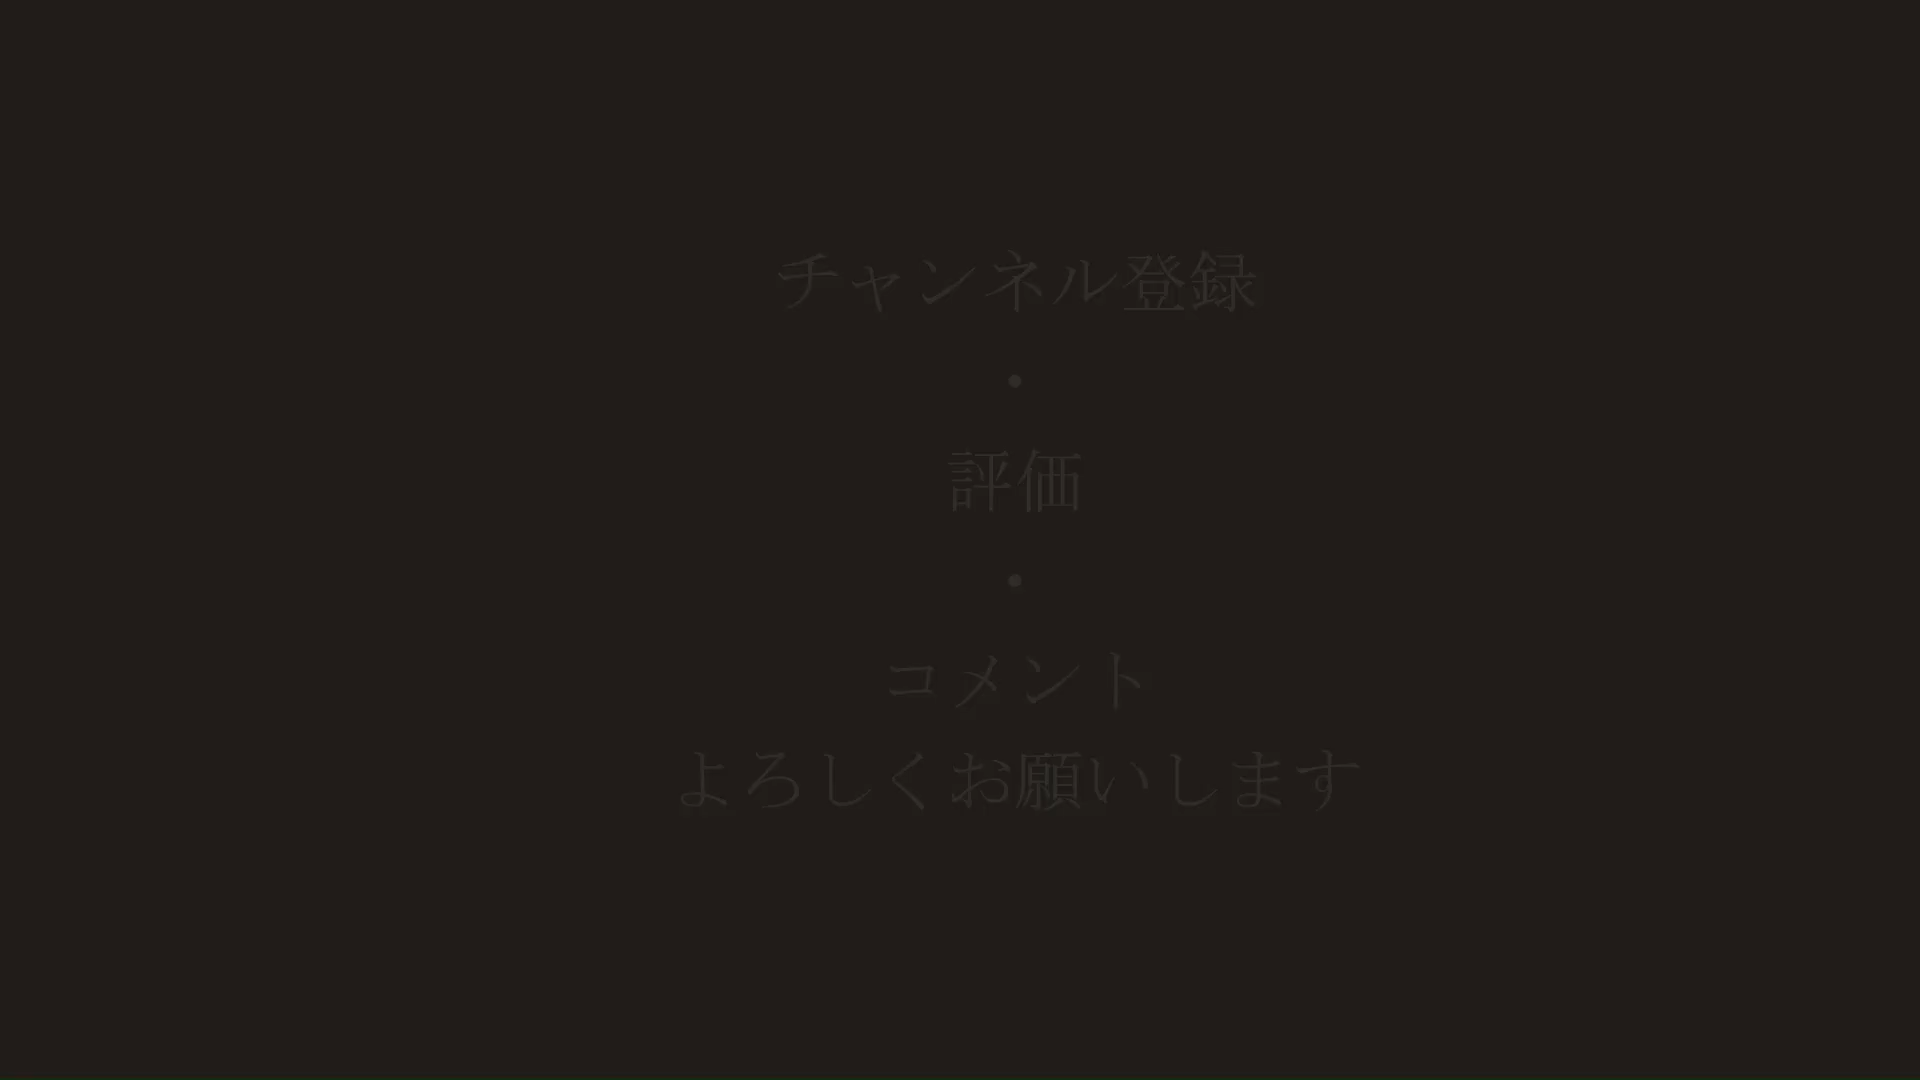 チャンネル登録
・
評価
・
コメント
よろしくお願いします